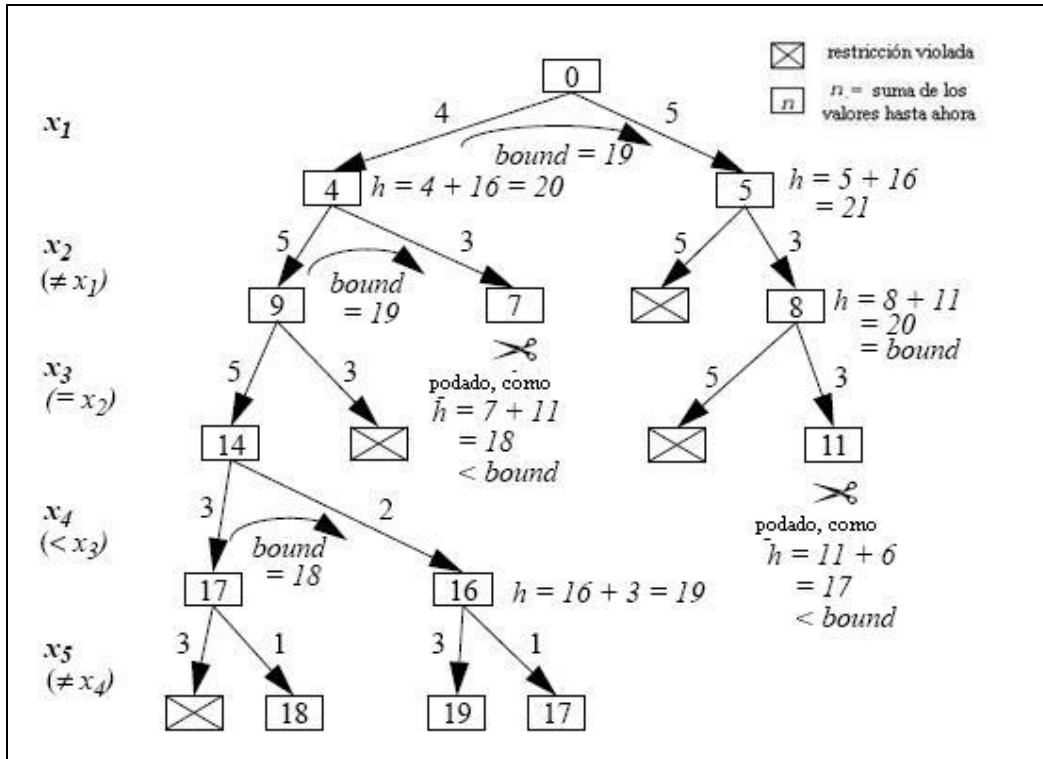 restricción violada
0
n
n = suma de los
valores hasta ahora
4
5
x1
bound = 19
4
h = 4 + 16 = 20
5
h = 5 + 16
= 21
x2
(≠ x1)
5
3
5
3
bound
= 19
9
7
8
h = 8 + 11
= 20
= bound
x3
(= x2)
5
3
podado, como
h = 7 + 11
= 18
< bound
5
3
14
11
x4
(< x3)
3
2
bound
= 18
podado, como
h = 11 + 6
= 17
< bound
17
16
h = 16 + 3 = 19
x5
(≠ x4)
3
1
3
1
18
19
17